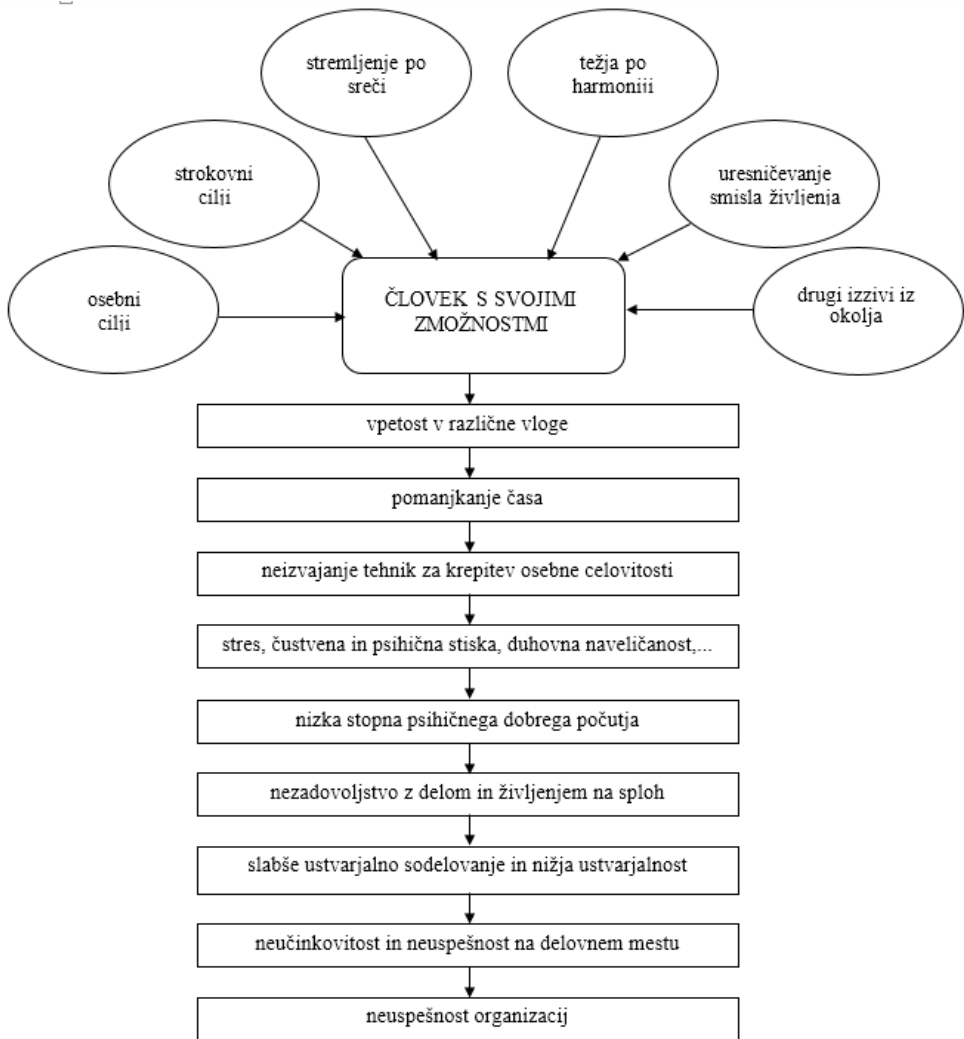 stremljenje po
sreči
težja po
harmoniji
strokovni
cilji
uresničevanje
smisla življenja
osebni
cilji
ČLOVEK S SVOJIMI
ZMOŽNOSTMI
drugi izzivi iz
okolja
vpetost v različne vloge
pomanjkanje časa
neizvajanje tehnik za krepitev osebne celovitosti
stres, čustvena in psihična stiska, duhovna naveličanost,...
nizka stopna psihičnega dobrega počutja
nezadovoljstvo z delom in življenjem na sploh
slabše ustvarjalno sodelovanje in nižja ustvarjalnost
neučinkovitost in neuspešnost na delovnem mestu
neuspešnost organizacij